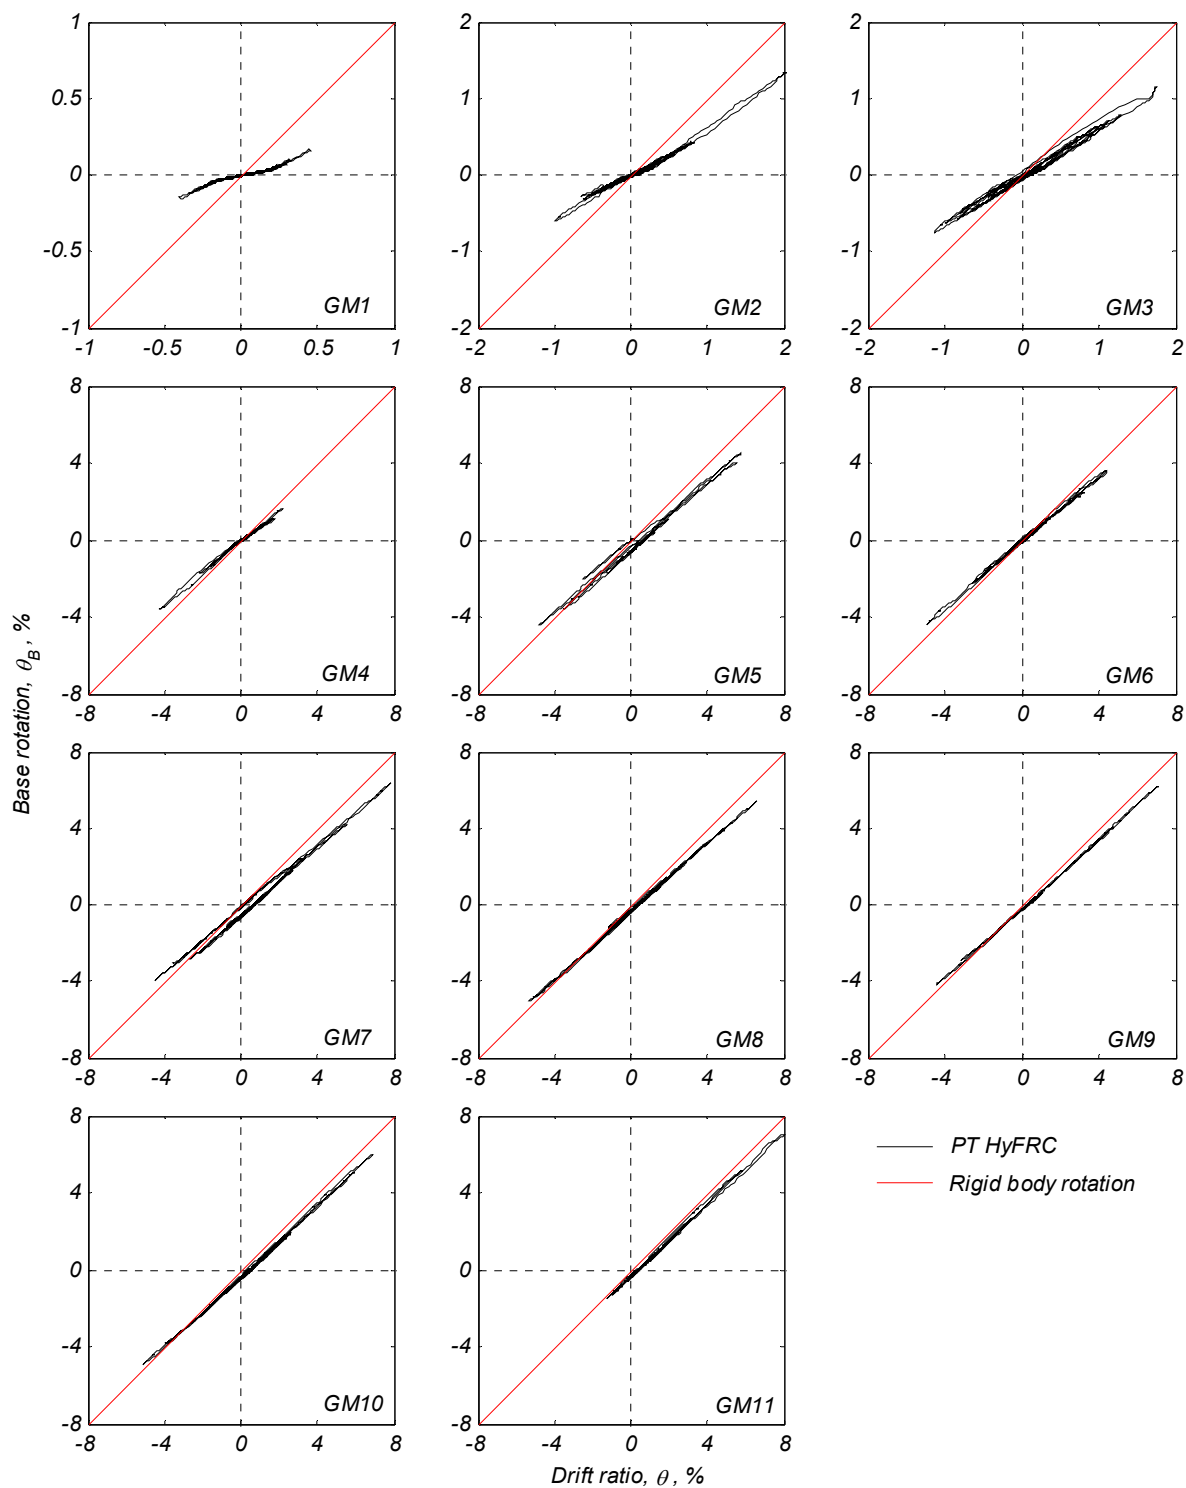 1
0.5
0
-0.5
-1
-1 -0.5 0 0.5 1
GM1
2
1
0
-1
-2
-2 -1 0 1 2
GM2
2
1
0
-1
-2
-2 -1 0 1 2
GM3
8
4
0
-4
-8
-8 -4 0 4 8
GM4
8
4
0
-4
-8
-8 -4 0 4 8
GM5
8
4
0
-4
-8
-8 -4 0 4 8
GM6
Base rotation, θB , %
8
4
0
-4
-8
-8 -4 0 4 8
GM7
8
4
0
-4
-8
-8 -4 0 4 8
GM8
8
4
0
-4
-8
-8 -4 0 4 8
GM9
8
4
0
-4
-8
-8 -4 0 4 8
GM10
8
4
0
-4
-8
-8 -4 0 4 8
GM11
PT HyFRC
Rigid body rotation
Drift ratio, θ , %